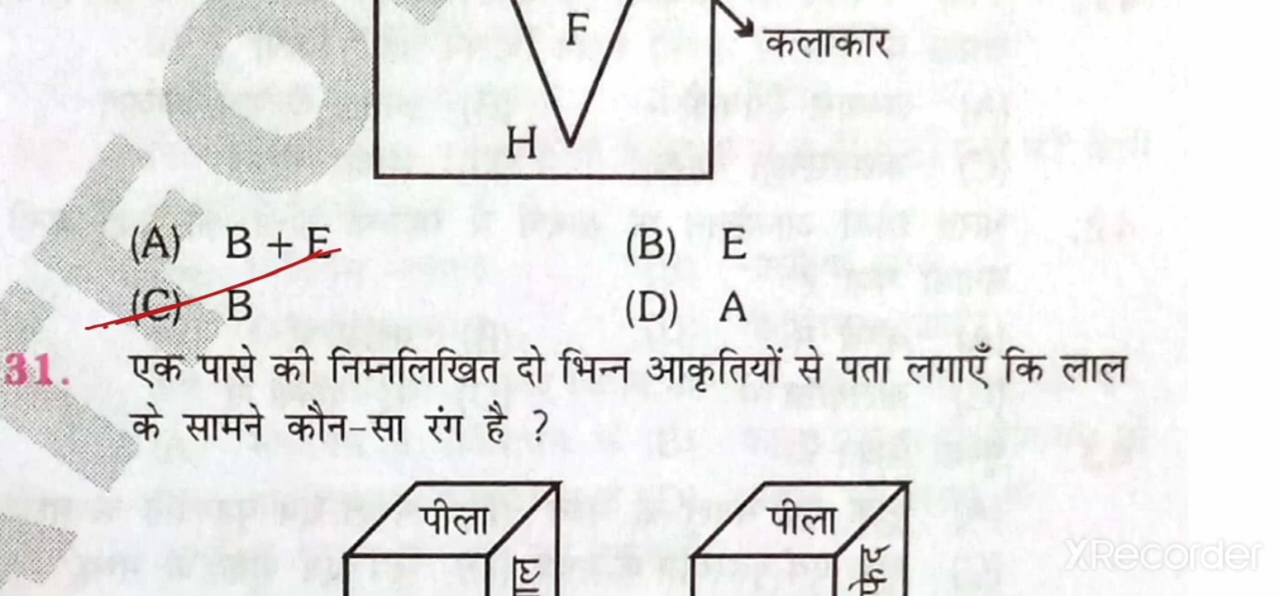 F
कलाकार
H
(A) B + E (B) E
(C) B (D) A
31. एक पासे की निम्नलिखित दो भिन्न आकृतियों से पता लगाएँ कि लाल
के सामने कौन-सा रंग है ?
पीला पीला
XRecorder